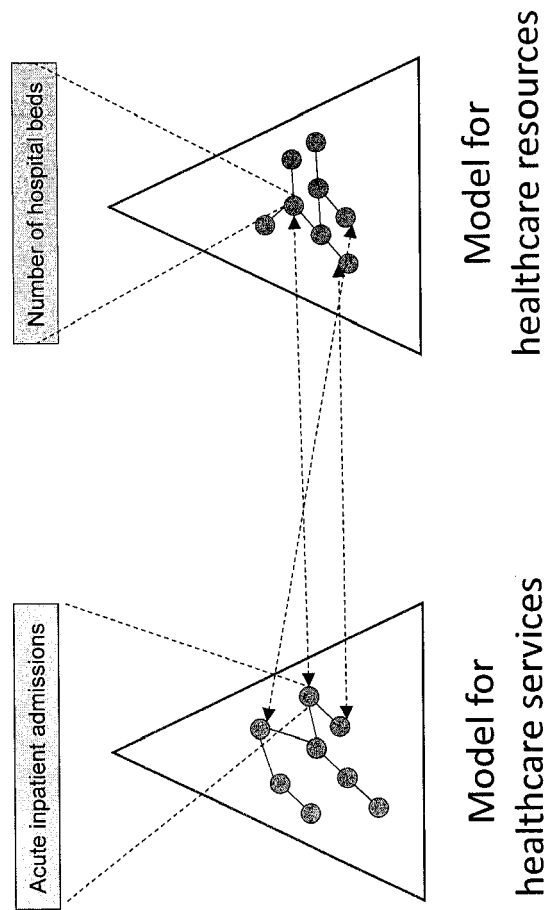 Acute inpatient admissions
Number of hospital beds
Model for
healthcare services
Model for
healthcare resources